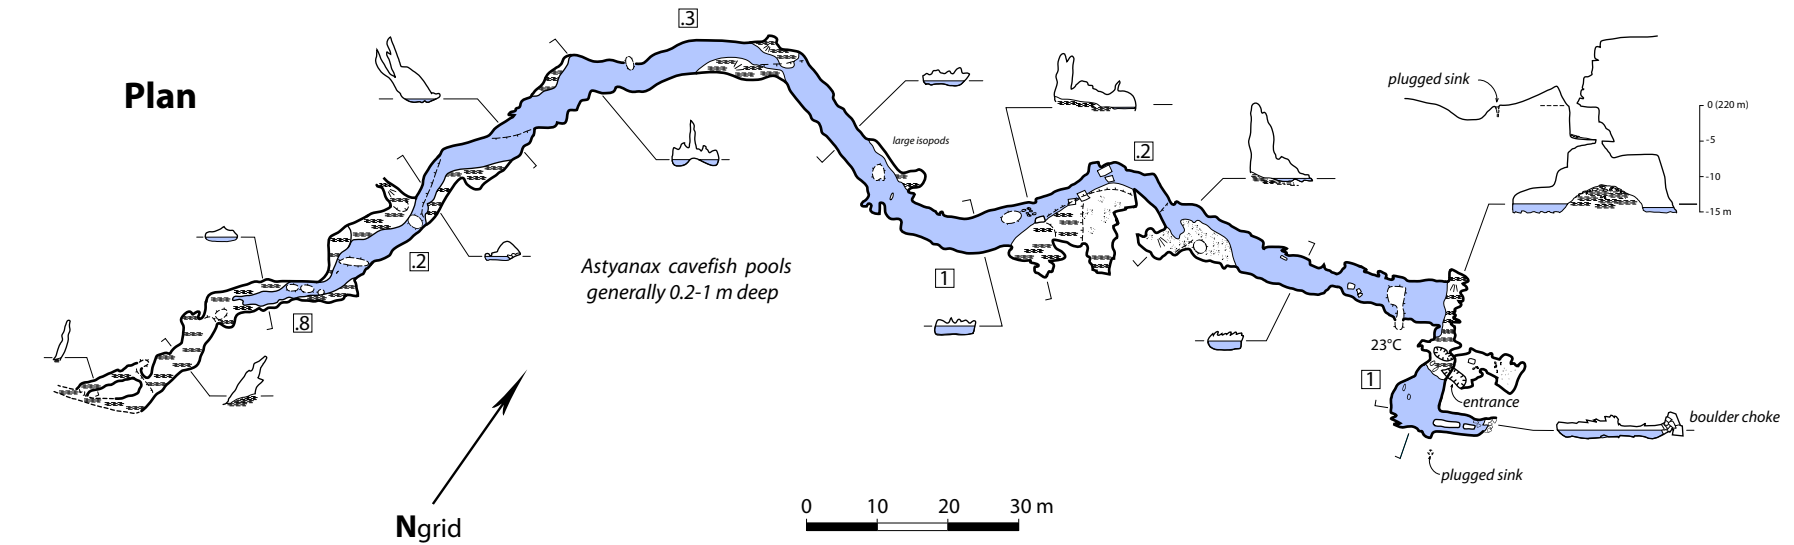 .3
plugged sink
Plan
0 (220 m)
-5
large isopods
.2
-10
-15 m
.2
Astyanax cavefish pools
generally 0.2-1 m deep
1
.8
23°C
1
entrance
boulder choke
plugged sink
0 10 20 30 m
Ngrid